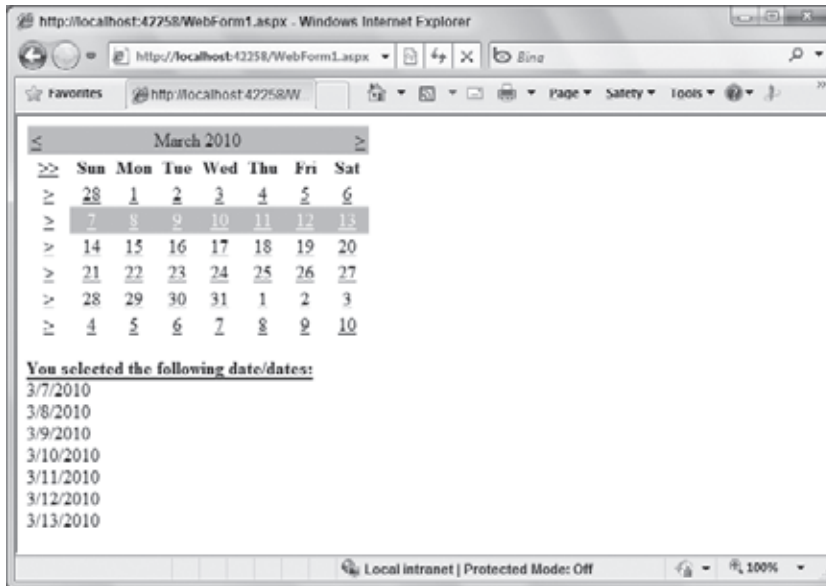 http://localhost:42258/WebForm1.aspx - Windows Internet Explorer
http://localhost:42258/WebForm1.aspx Bing
Favorites http://localhost:42258/W... Page Safety Tools »
< March 2010 >
>> Sun Mon Tue Wed Thu Fri Sat
> 28 1 2 3 4 5 6
> 7 8 9 10 11 12 13
> 14 15 16 17 18 19 20
> 21 22 23 24 25 26 27
> 28 29 30 31 1 2 3
> 4 5 6 7 8 9 10
You selected the following date/dates:
3/7/2010
3/8/2010
3/9/2010
3/10/2010
3/11/2010
3/12/2010
3/13/2010
Local intranet | Protected Mode: Off 100%